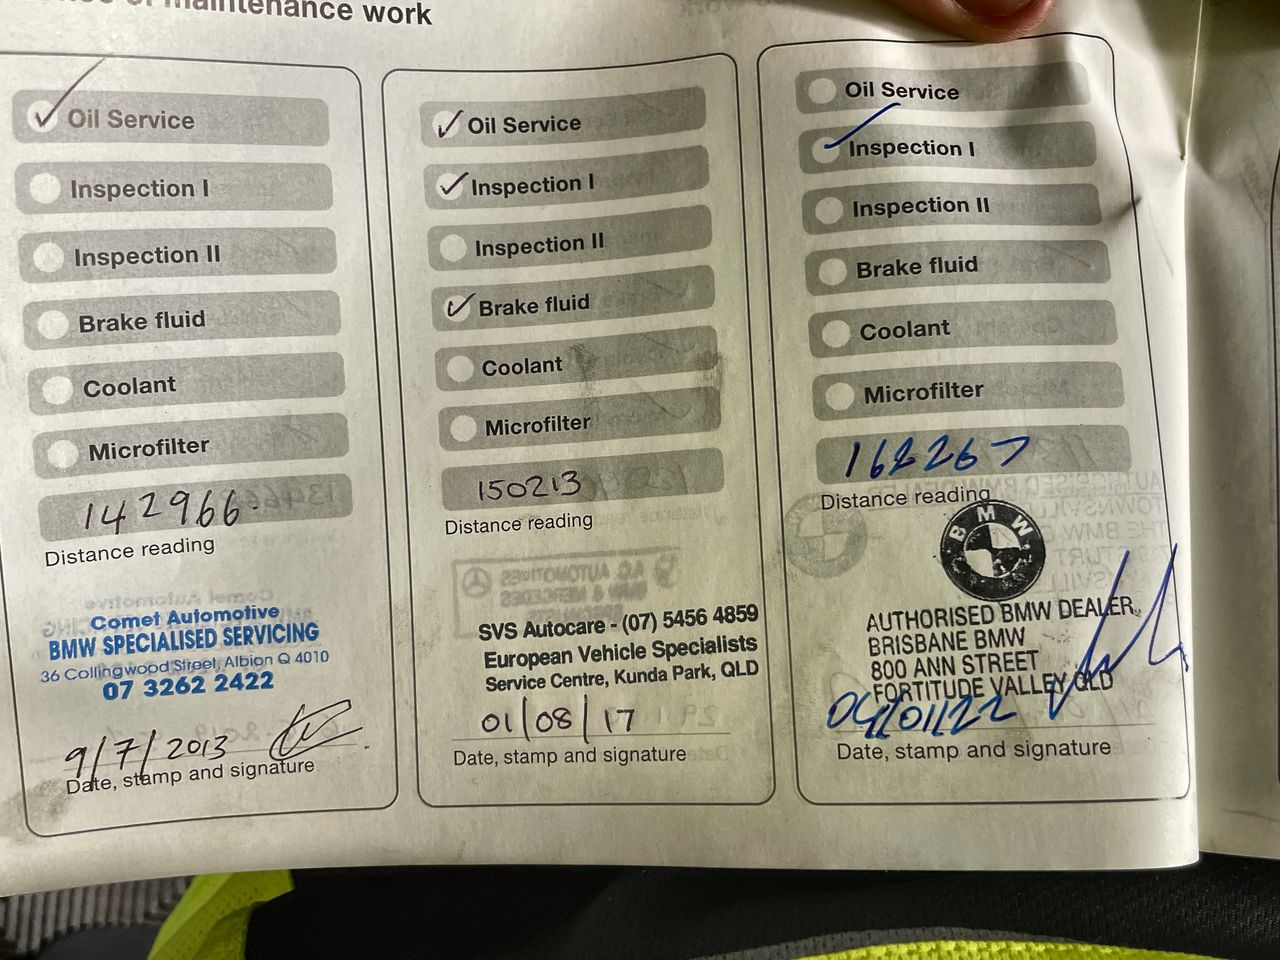 maintenance work
Oil Service
Inspection I
Inspection II
Brake fluid
Coolant
Microfilter
142966
Distance reading
Comet Automotive
BMW SPECIALISED SERVICING
36 Collingwood Street, Albion Q 4010
07 3262 2422
9/7/2013
Date, stamp and signature
Oil Service
Inspection I
Inspection II
Brake fluid
Coolant
Microfilter
150213
Distance reading
SVS Autocare - (07) 5456 4859
European Vehicle Specialists
Service Centre, Kunda Park, QLD
01/08/17
Date, stamp and signature
Oil Service
Inspection I
Inspection II
Brake fluid
Coolant
Microfilter
Distance reading
BMW
AUTHORISED BMW DEALER
BRISBANE BMW
800 ANN STREET
FORTITUDE VALLEY QLD
Date, stamp and signature